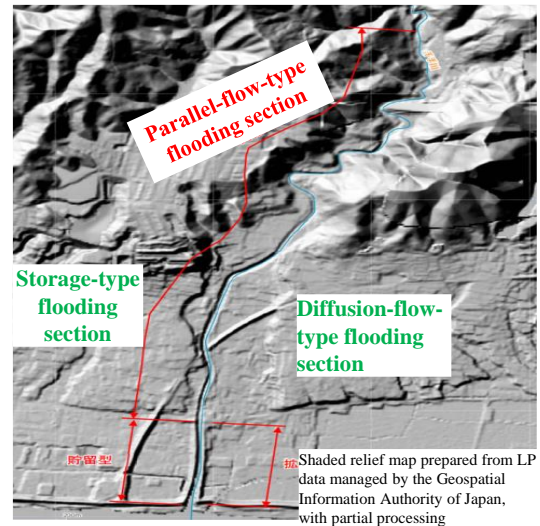 Parallel-flow-type
flooding section
Storage-type
flooding
section
Diffusion-flow-
type flooding
section
貯留型
拡
Shaded relief map prepared from LP
data managed by the Geospatial
Information Authority of Japan,
with partial processing